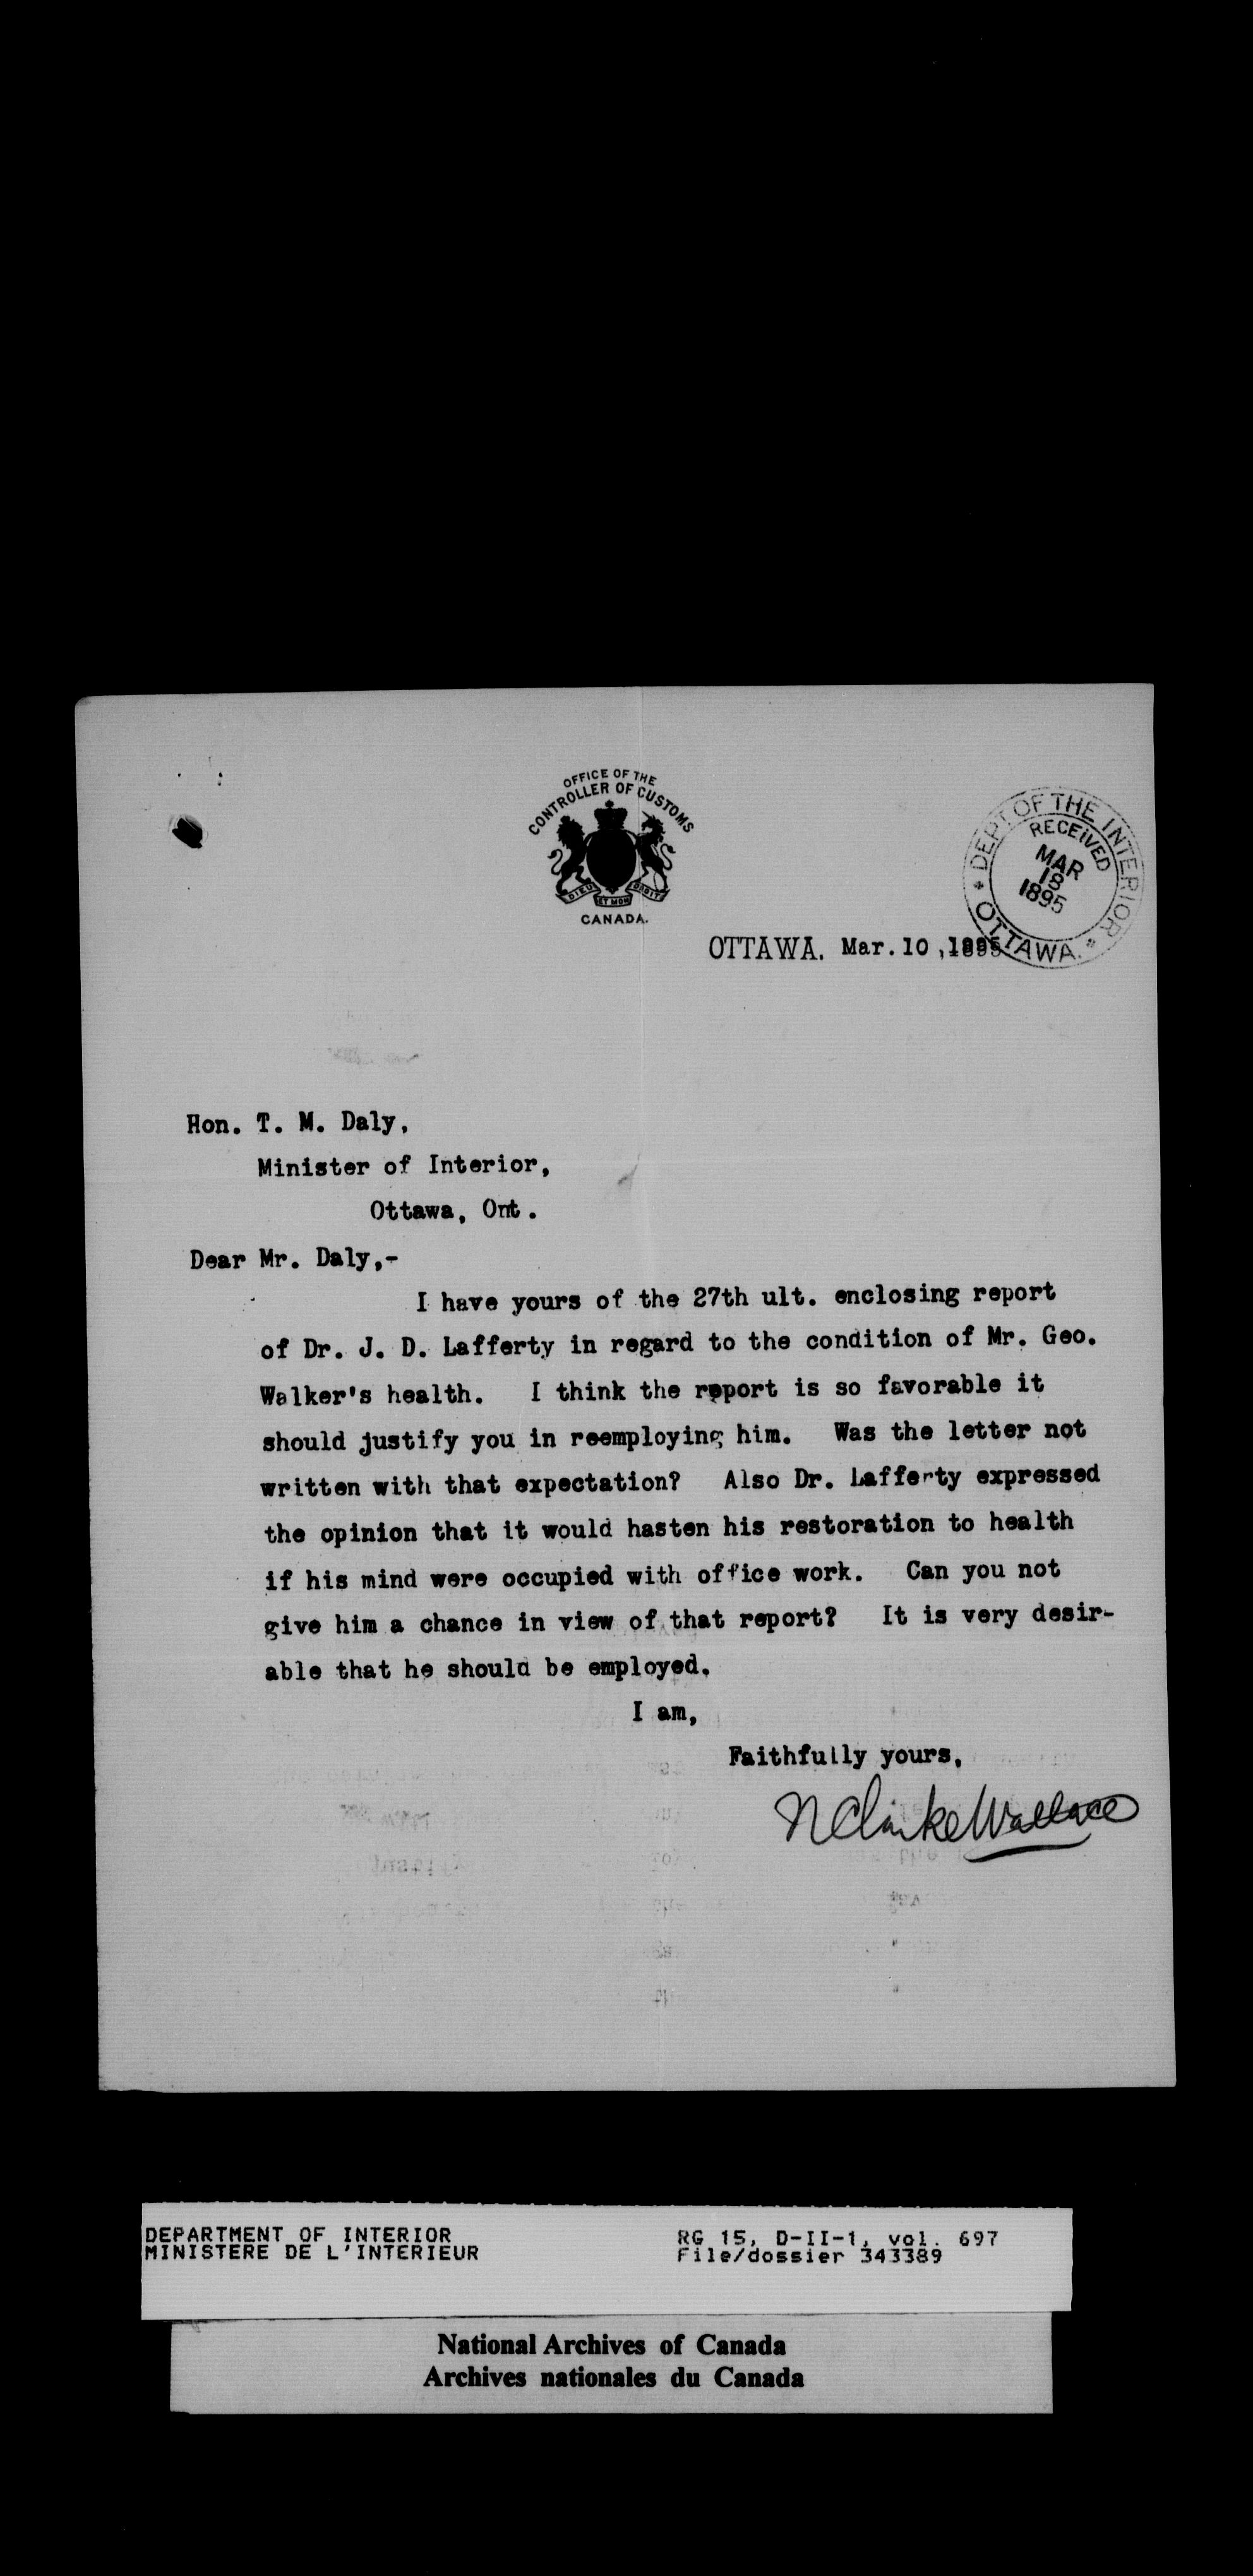 OFFICE OF THE
CONTROLLER OF CUSTOMS
DIEU ET MON DROIT
CANADA.
DEPT. OF THE INTERIOR
RECEIVED
MAR
18
1895
OTTAWA.
OTTAWA. Mar. 10, 1895
Hon. T. M. Daly,
Minister of Interior,
Ottawa, Ont.
Dear Mr. Daly,-
I have yours of the 27th ult. enclosing report
of Dr. J. D. Lafferty in regard to the condition of Mr. Geo.
Walker's health. I think the report is so favorable it
should justify you in reemploying him. Was the letter not
written with that expectation? Also Dr. Lafferty expressed
the opinion that it would hasten his restoration to health
if his mind were occupied with office work. Can you not
give him a chance in view of that report? It is very desir-
able that he should be employed.
I am,
Faithfully yours,
N Clarke Wallace
DEPARTMENT OF INTERIOR
MINISTERE DE L'INTERIEUR
RG 15, D-II-1, vol. 697
File/dossier 343389
National Archives of Canada
Archives nationales du Canada